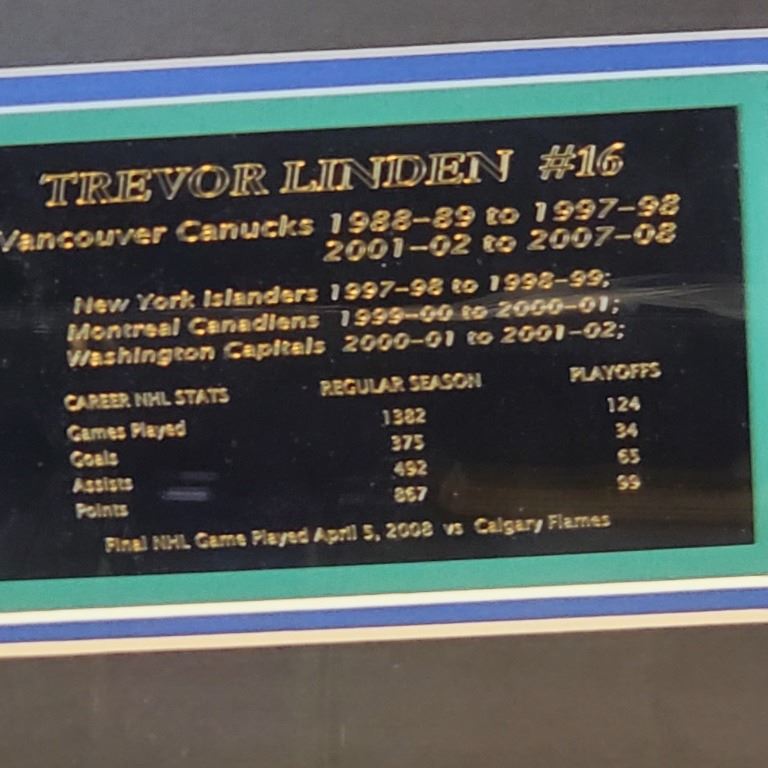 TREVOR LINDEN #16
Vancouver Canucks 1988-89 to 1997-98
2001-02 to 2007-08
New York Islanders 1997-98 to 1998-99;
Montreal Canadiens 1999-00 to 2000-01;
Washington Capitals 2000-01 to 2001-02;
CAREER NHL STATS REGULAR SEASON PLAYOFFS
Games Played 1382 124
Goals 375 34
Assists 492 65
Points 867 99
Final NHL Game Played April 5, 2008 vs Calgary Flames